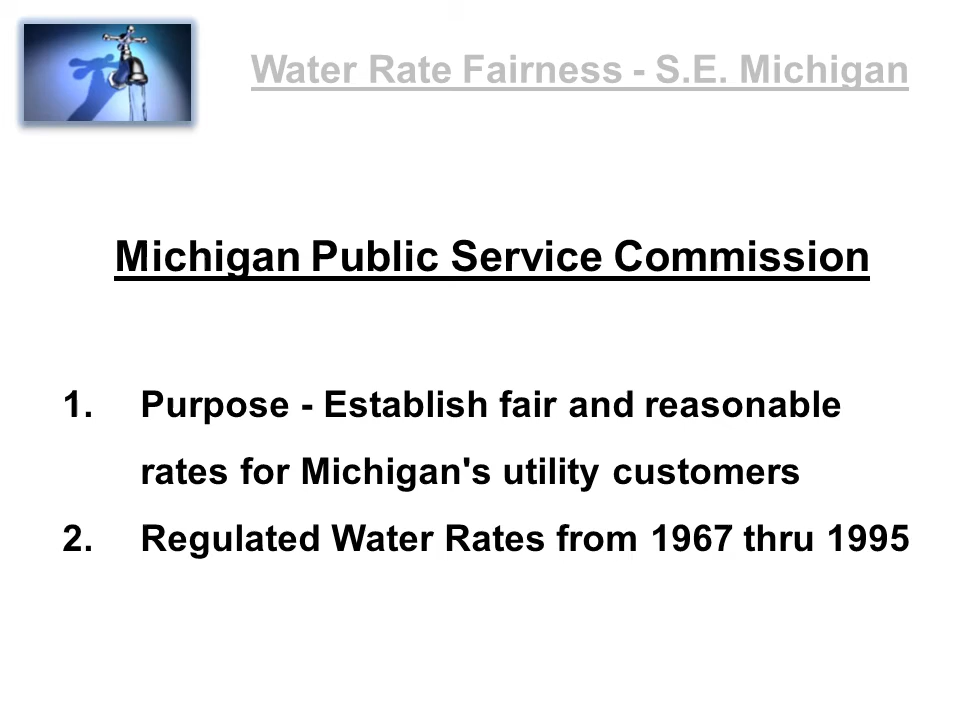 Water Rate Fairness - S.E. Michigan
Michigan Public Service Commission
1. Purpose - Establish fair and reasonable
rates for Michigan's utility customers
2. Regulated Water Rates from 1967 thru 1995